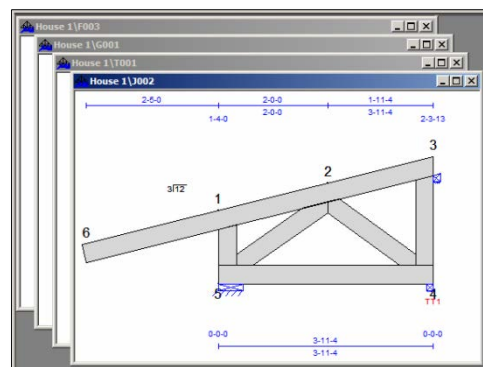 House 1\F003
House 1\G001
House 1\T001
House 1\J002
2-5-0 2-0-0 1-11-4
1-4-0 2-0-0 3-11-4 2-3-13
3
2
3 12
1
6
5 4
TT1
0-0-0 3-11-4 0-0-0
3-11-4